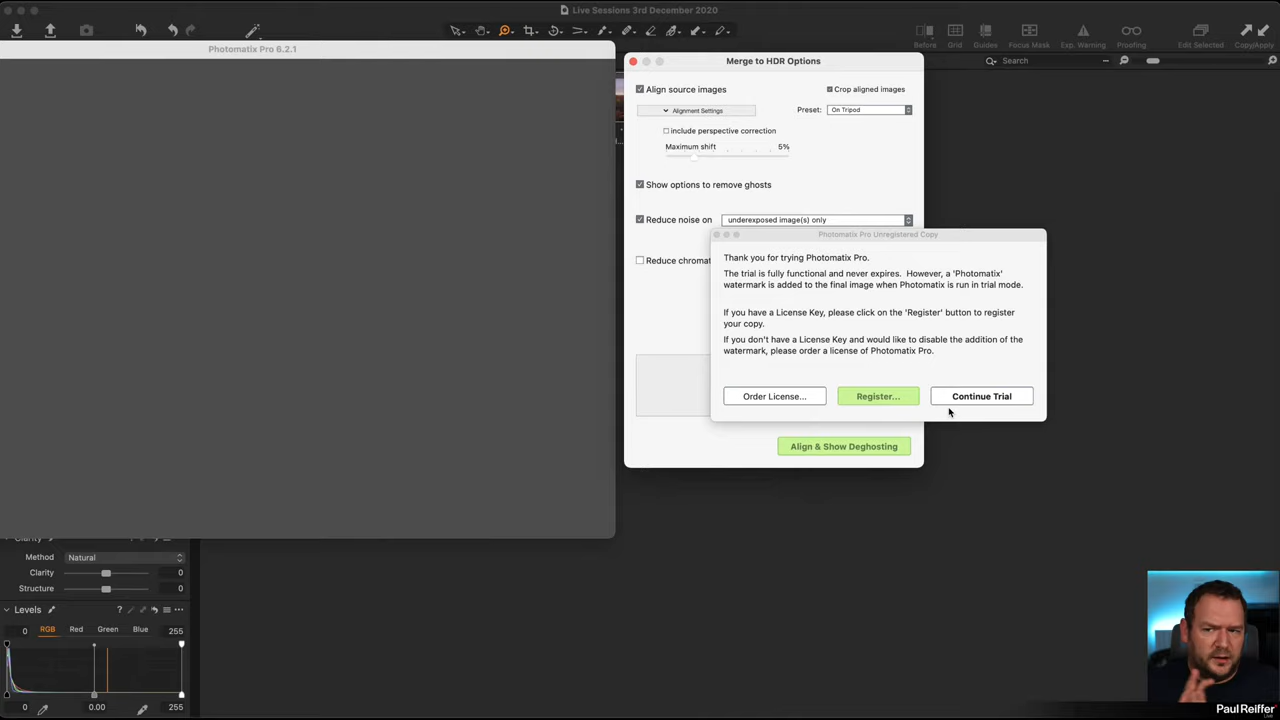 Live Sessions 3rd December 2020
Before Grid Guides Focus Mask Exp. Warning Proofing Edit Selected Copy/Apply
Search
Photomatix Pro 6.2.1
Merge to HDR Options
Align source images
Crop aligned images
Alignment Settings
Preset: On Tripod
include perspective correction
Maximum shift 5%
Show options to remove ghosts
Reduce noise on underexposed image(s) only
Reduce chromat
Photomatix Pro Unregistered Copy
Thank you for trying Photomatix Pro.
The trial is fully functional and never expires. However, a 'Photomatix'
watermark is added to the final image when Photomatix is run in trial mode.
If you have a License Key, please click on the 'Register' button to register
your copy.
If you don't have a License Key and would like to disable the addition of the
watermark, please order a license of Photomatix Pro.
Order License... Register... Continue Trial
Align & Show Deghosting
Clarity
Method Natural
Clarity 0
Structure 0
Levels ?
0 RGB Red Green Blue 255
0 0.00 255
Paul Reiffer
Live